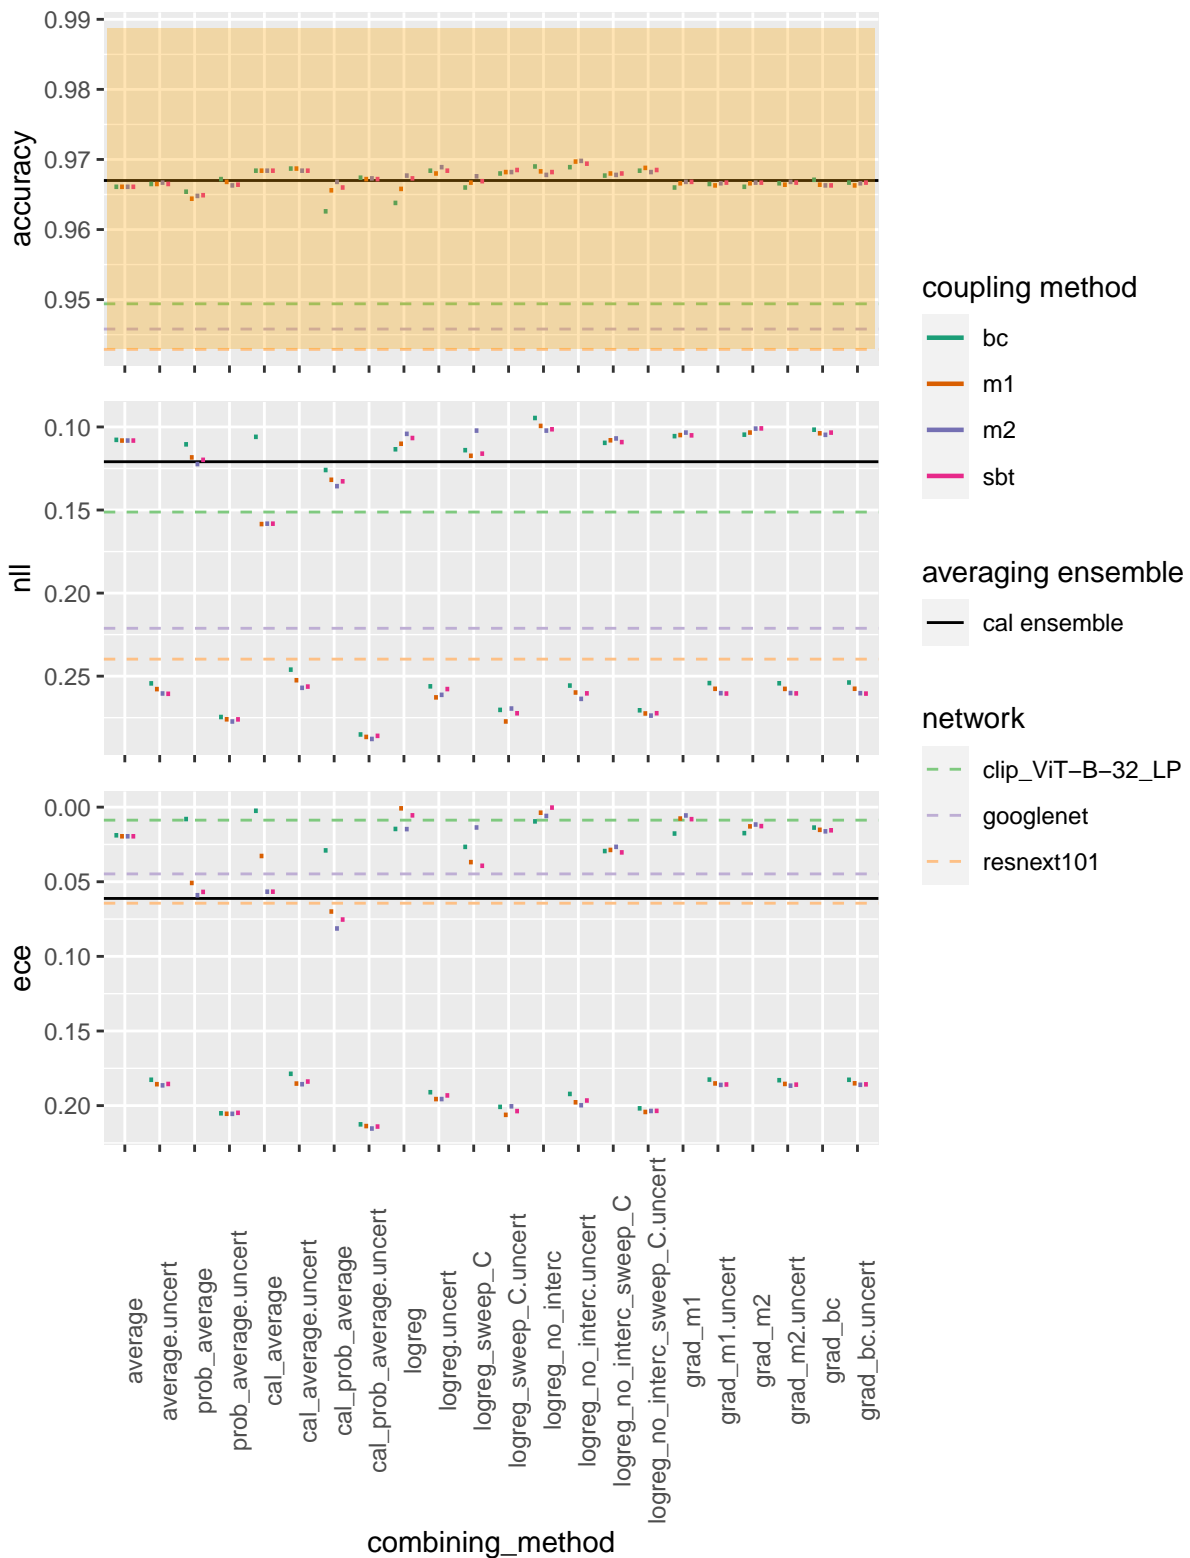 0.99
0.98
0.97
0.96
0.95
accuracy
0.10
0.15
0.20
0.25
nll
0.00
0.05
0.10
0.15
0.20
ece
average
average.uncert
prob_average
prob_average.uncert
cal_average
cal_average.uncert
cal_prob_average
cal_prob_average.uncert
logreg
logreg.uncert
logreg_sweep_C
logreg_sweep_C.uncert
logreg_no_interc
logreg_no_interc.uncert
logreg_no_interc_sweep_C
logreg_no_interc_sweep_C.uncert
grad_m1
grad_m1.uncert
grad_m2
grad_m2.uncert
grad_bc
grad_bc.uncert
combining_method
coupling method
bc
m1
m2
sbt
averaging ensemble
cal ensemble
network
clip_ViT−B−32_LP
googlenet
resnext101